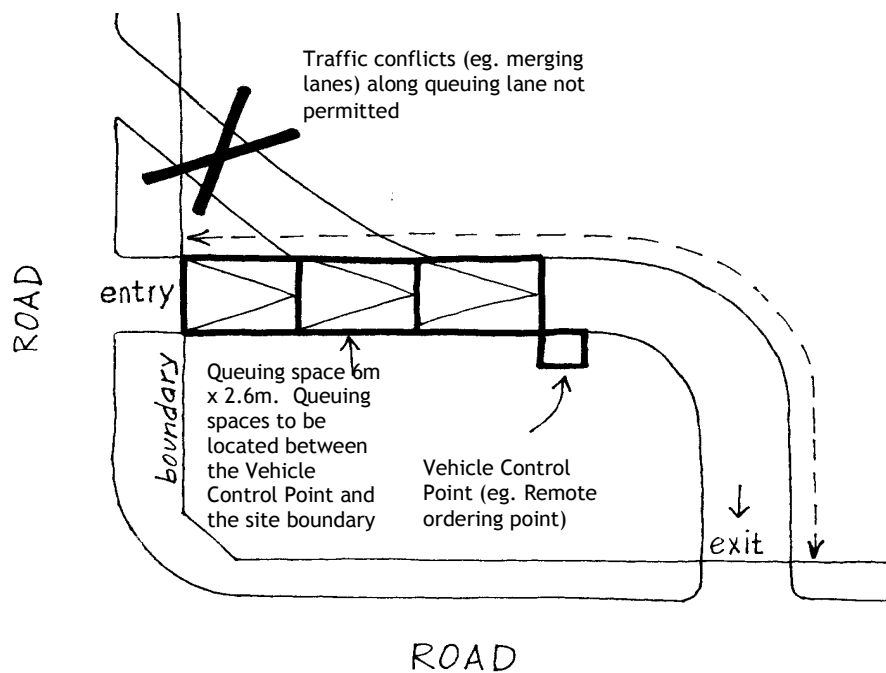 Traffic conflicts (eg. merging
lanes) along queuing lane not
permitted
ROAD
entry
boundary
Queuing space 6m
x 2.6m. Queuing
spaces to be
located between
the Vehicle
Control Point and
the site boundary
Vehicle Control
Point (eg. Remote
ordering point)
exit
ROAD